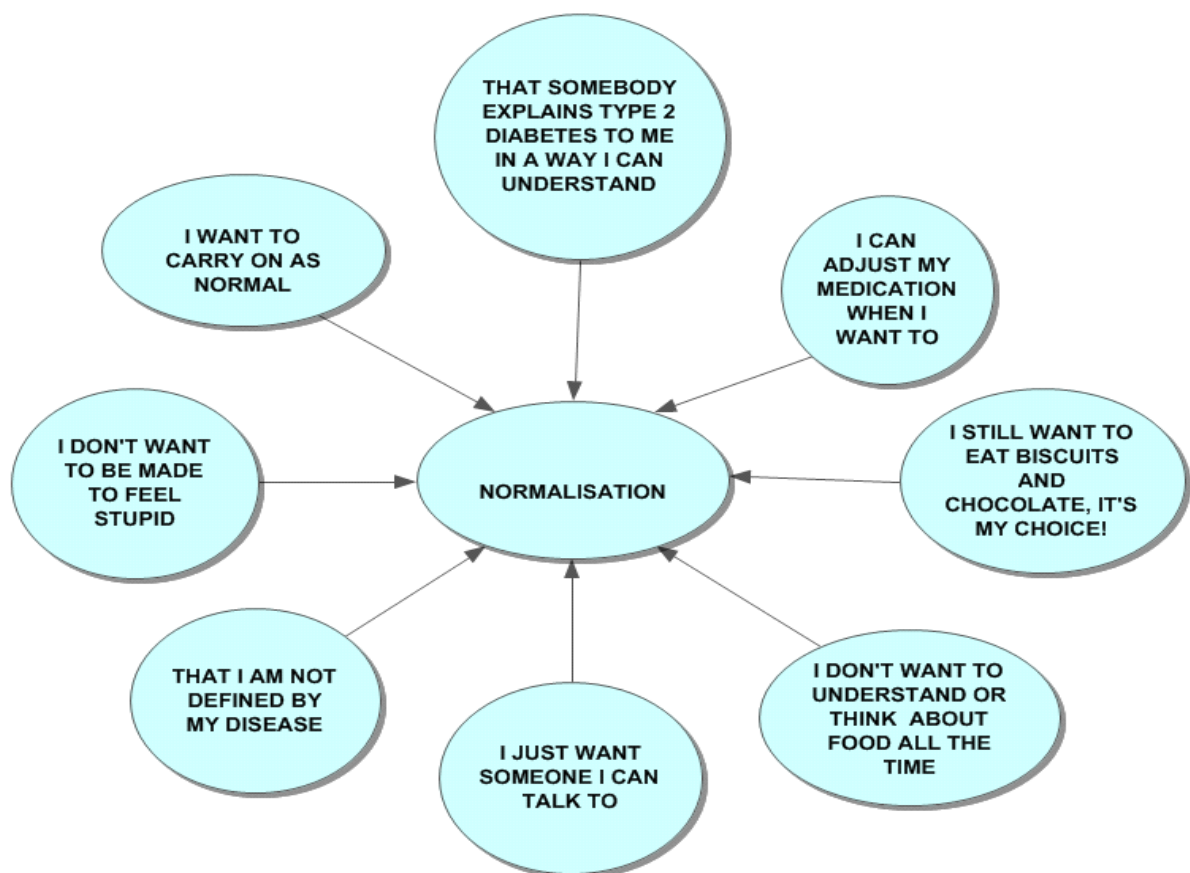 THAT SOMEBODY
EXPLAINS TYPE 2
DIABETES TO ME
IN A WAY I CAN
UNDERSTAND
I WANT TO
CARRY ON AS
NORMAL
I CAN
ADJUST MY
MEDICATION
WHEN I
WANT TO
I DON'T WANT
TO BE MADE
TO FEEL
STUPID
NORMALISATION
I STILL WANT TO
EAT BISCUITS
AND
CHOCOLATE, IT'S
MY CHOICE!
THAT I AM NOT
DEFINED BY
MY DISEASE
I JUST WANT
SOMEONE I CAN
TALK TO
I DON'T WANT TO
UNDERSTAND OR
THINK  ABOUT
FOOD ALL THE
TIME